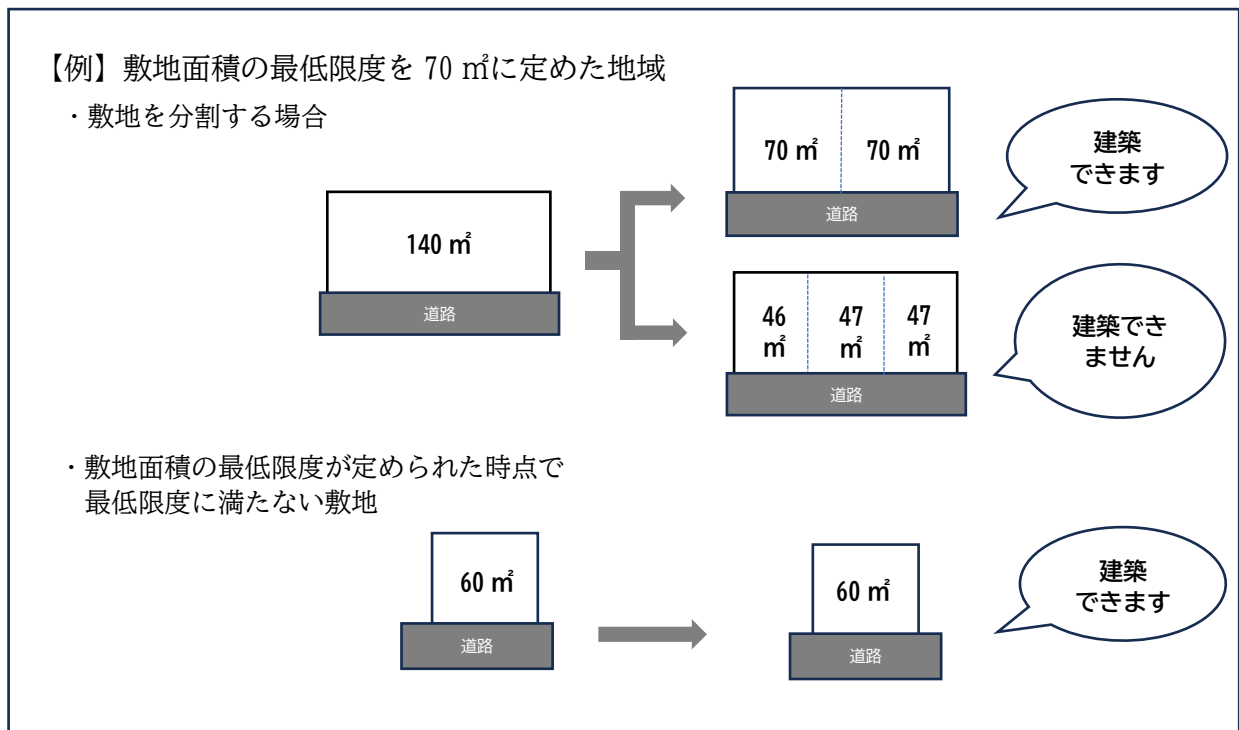 【例】敷地面積の最低限度を 70 ㎡に定めた地域
・敷地を分割する場合
140 ㎡
道路
70 ㎡
70 ㎡
道路
建築
できます
46
㎡
47
㎡
47
㎡
道路
建築でき
ません
・敷地面積の最低限度が定められた時点で
最低限度に満たない敷地
60 ㎡
道路
60 ㎡
道路
建築
できます